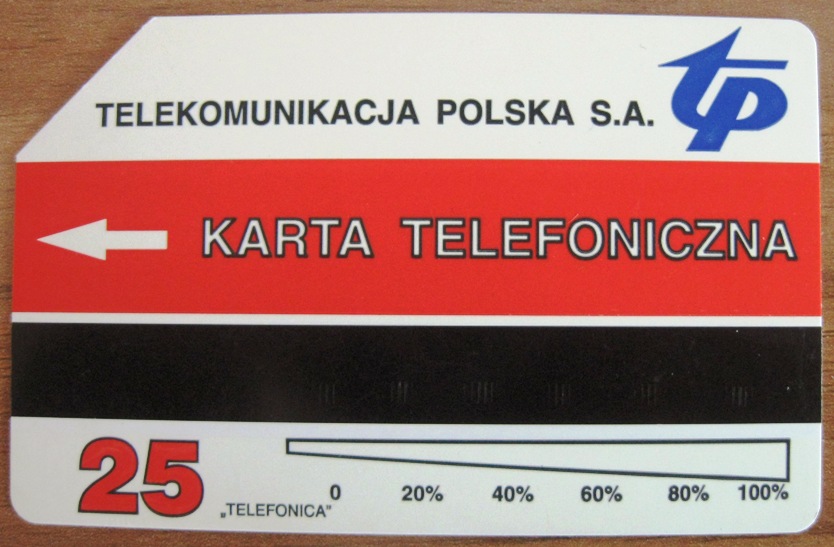 TELEKOMUNIKACJA POLSKA S.A.
tp
KARTA TELEFONICZNA
25
„TELEFONICA”
0 20% 40% 60% 80% 100%